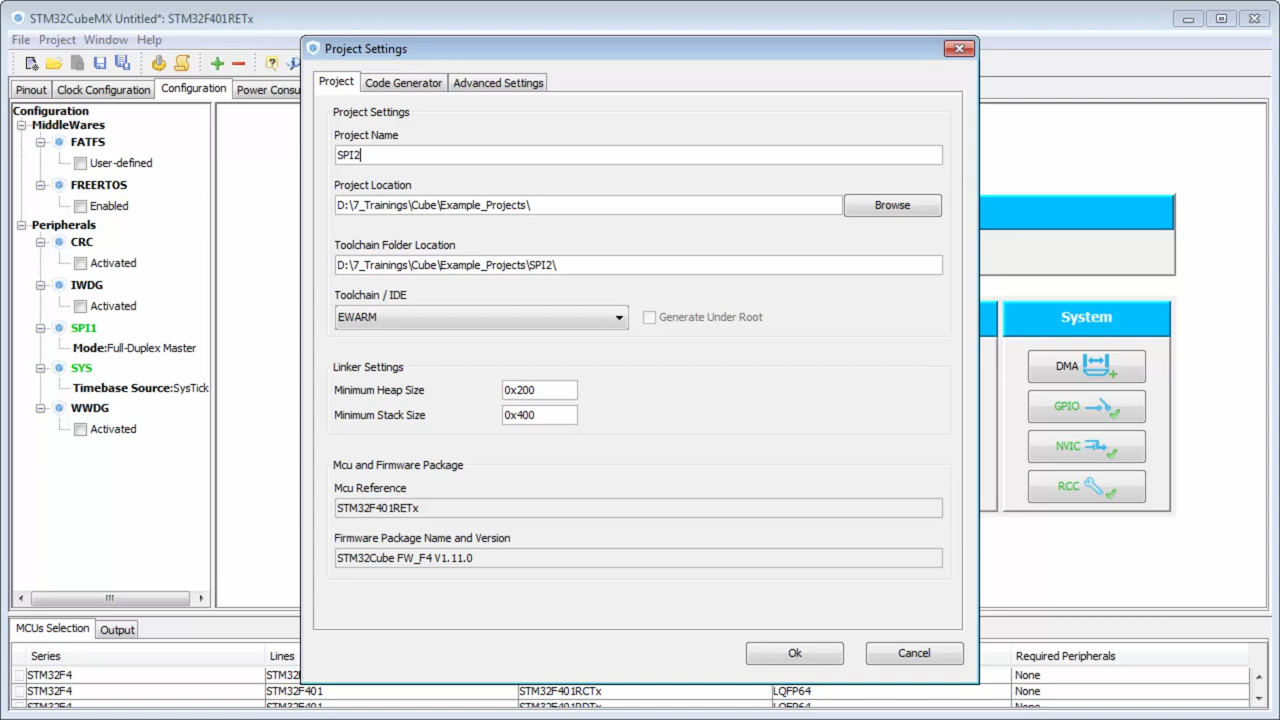 STM32CubeMX Untitled*: STM32F401RETx
File Project Window Help
Pinout Clock Configuration Configuration Power Consu
Configuration
MiddleWares
FATFS
User-defined
FREERTOS
Enabled
Peripherals
CRC
Activated
IWDG
Activated
SPI1
Mode:Full-Duplex Master
SYS
Timebase Source:SysTick
WWDG
Activated
Project Settings
Project Code Generator Advanced Settings
Project Settings
Project Name
SPI2
Project Location
D:\7_Trainings\Cube\Example_Projects\
Browse
Toolchain Folder Location
D:\7_Trainings\Cube\Example_Projects\SPI2\
Toolchain / IDE
EWARM Generate Under Root
Linker Settings
Minimum Heap Size 0x200
Minimum Stack Size 0x400
Mcu and Firmware Package
Mcu Reference
STM32F401RETx
Firmware Package Name and Version
STM32Cube FW_F4 V1.11.0
Ok Cancel
System
DMA
GPIO
NVIC
RCC
MCUs Selection Output
Series Lines Required Peripherals
STM32F4 None
STM32F4 STM32F401 STM32F401RCTx LQFP64 None
STM32F4 STM32F401 STM32F401RDTx LQFP64 None